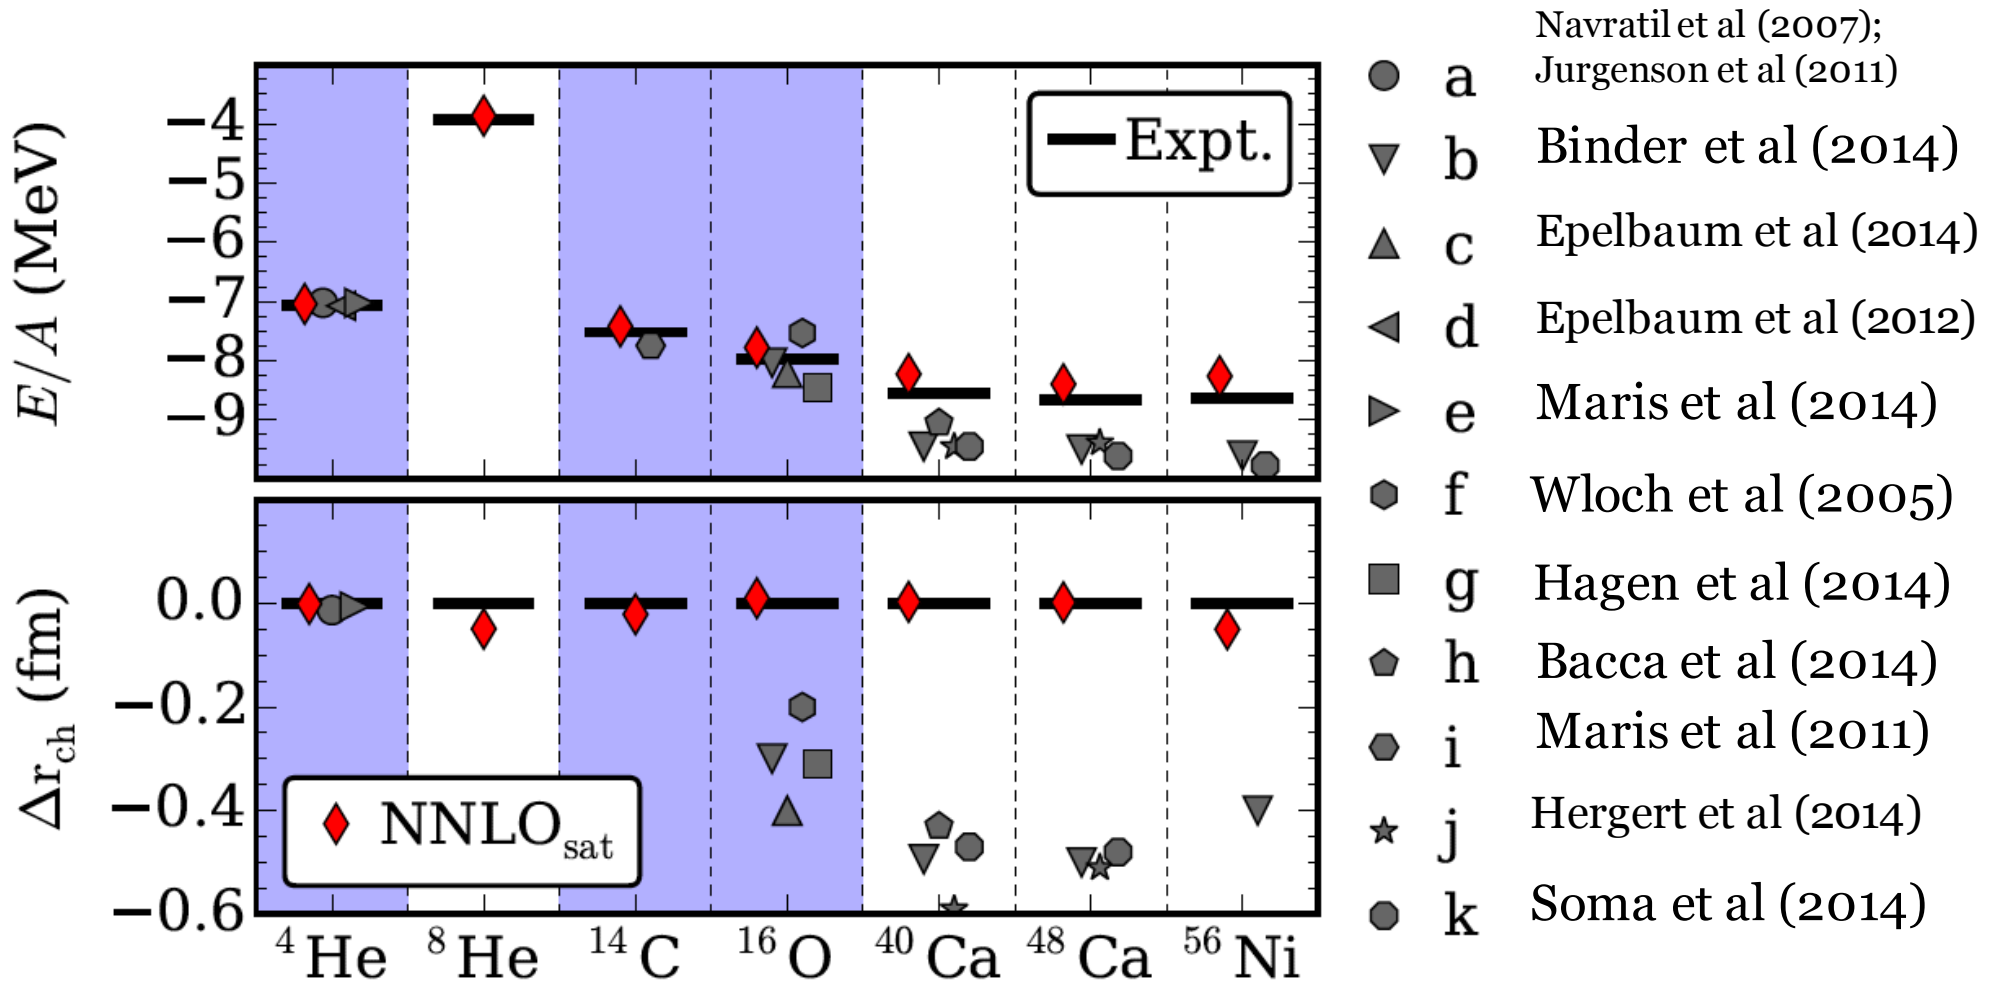 E/A (MeV)
−4
−5
−6
−7
−8
−9
Expt.
Δr_ch (fm)
0.0
−0.2
−0.4
−0.6
NNLO_sat
⁴He ⁸He ¹⁴C ¹⁶O ⁴⁰Ca ⁴⁸Ca ⁵⁶Ni
Navratil et al (2007);
a Jurgenson et al (2011)
b Binder et al (2014)
c Epelbaum et al (2014)
d Epelbaum et al (2012)
e Maris et al (2014)
f Wloch et al (2005)
g Hagen et al (2014)
h Bacca et al (2014)
i Maris et al (2011)
j Hergert et al (2014)
k Soma et al (2014)